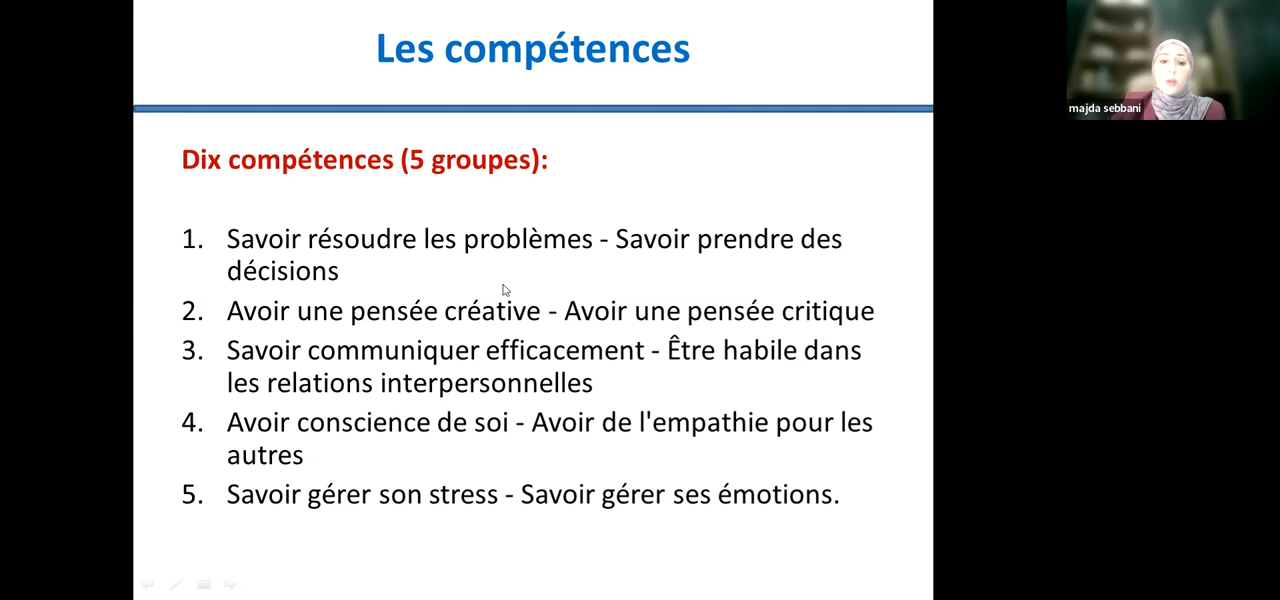 Les compétences
majda sebbani
Dix compétences (5 groupes):
1. Savoir résoudre les problèmes - Savoir prendre des
décisions
2. Avoir une pensée créative - Avoir une pensée critique
3. Savoir communiquer efficacement - Être habile dans
les relations interpersonnelles
4. Avoir conscience de soi - Avoir de l'empathie pour les
autres
5. Savoir gérer son stress - Savoir gérer ses émotions.